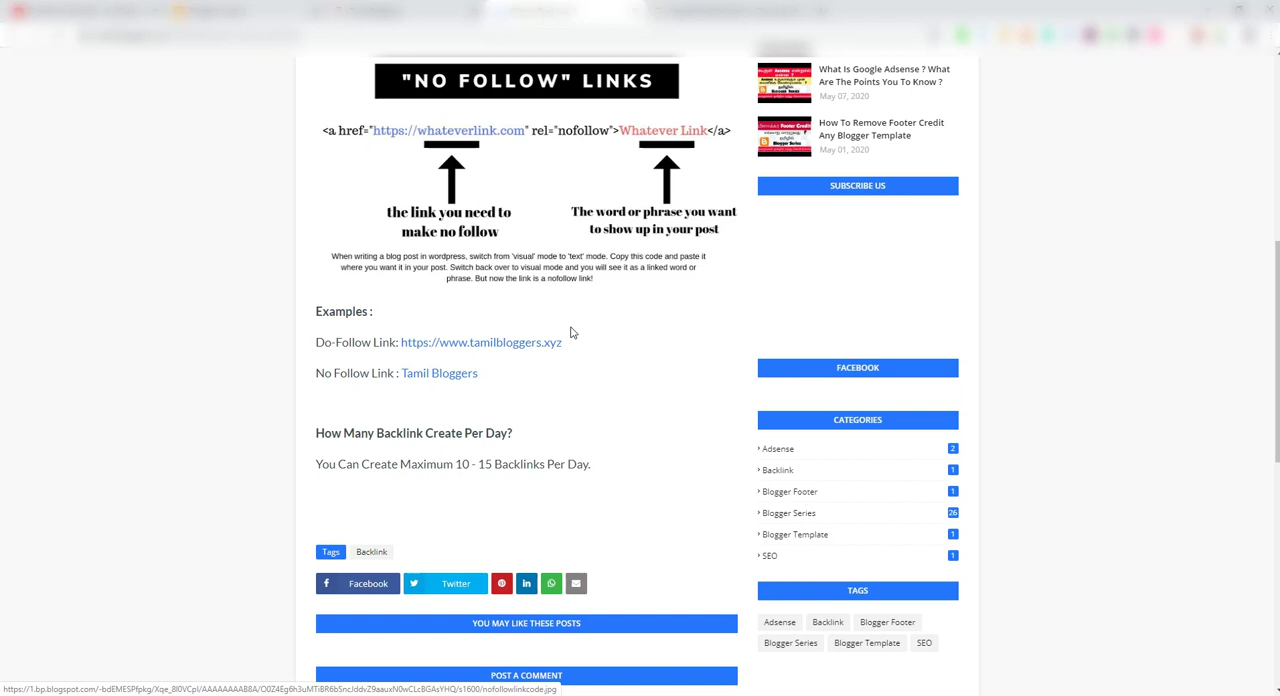 "NO FOLLOW" LINKS
<a href="https://whateverlink.com" rel="nofollow">Whatever Link</a>
the link you need to
make no follow
The word or phrase you want
to show up in your post
When writing a blog post in wordpress, switch from 'visual' mode to 'text' mode. Copy this code and paste it
where you want it in your post. Switch back over to visual mode and you will see it as a linked word or
phrase. But now the link is a nofollow link!
Examples :
Do-Follow Link: https://www.tamilbloggers.xyz
No Follow Link : Tamil Bloggers
How Many Backlink Create Per Day?
You Can Create Maximum 10 - 15 Backlinks Per Day.
Tags Backlink
Facebook Twitter
YOU MAY LIKE THESE POSTS
POST A COMMENT
What Is Google Adsense ? What
Are The Points You To Know ?
May 07, 2020
How To Remove Footer Credit
Any Blogger Template
May 01, 2020
SUBSCRIBE US
FACEBOOK
CATEGORIES
Adsense 2
Backlink 1
Blogger Footer 1
Blogger Series 26
Blogger Template 1
SEO 1
TAGS
Adsense Backlink Blogger Footer
Blogger Series Blogger Template SEO